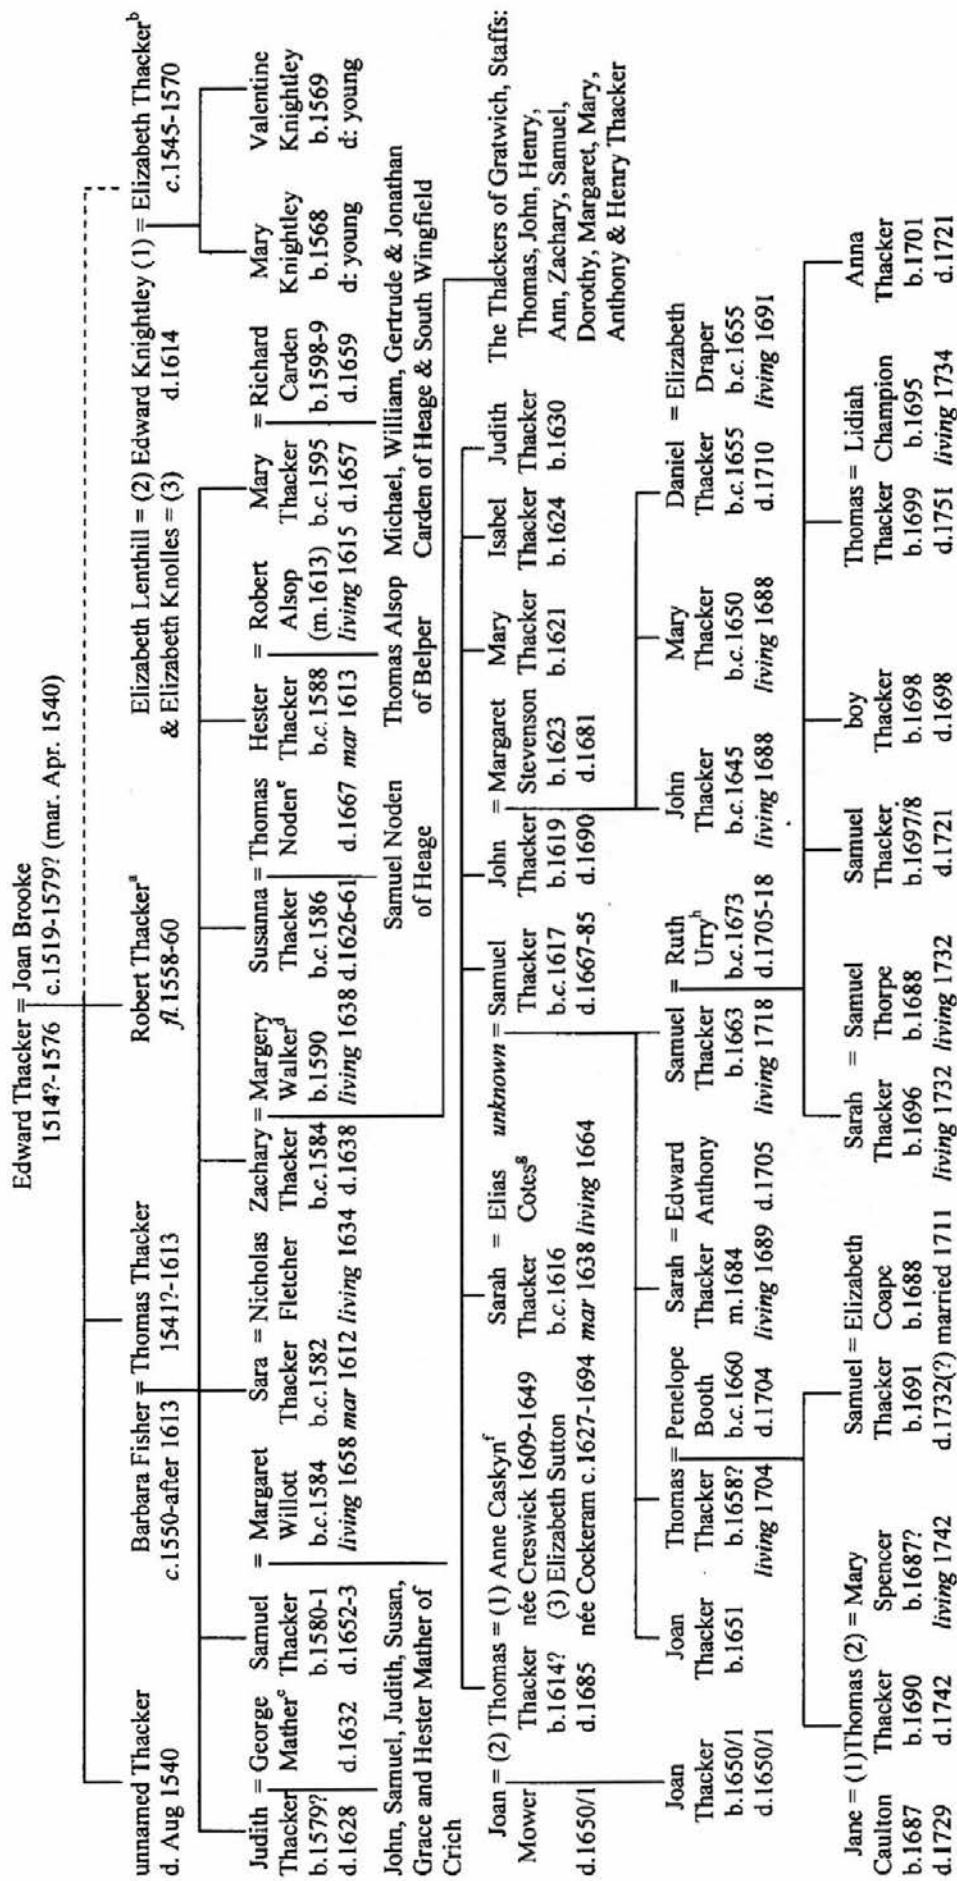 Edward Thacker = Joan Brooke
1514?-1576 c.1519-1579? (mar. Apr. 1540)
unnamed Thacker
d. Aug 1540
Barbara Fisher = Thomas Thacker
c.1550-after 1613 1541?-1613
Robert Thackerᵃ
fl.1558-60
Elizabeth Lenthill = (2) Edward Knightley (1) = Elizabeth Thackerᵇ
& Elizabeth Knolles = (3) d.1614 c.1545-1570
Judith = George
Thacker Matherᶜ
b.1579? d.1632
d.1628
Samuel
Thacker
b.1580-1
d.1652-3
= Margaret
Willott
b.c.1584
living 1658
Sara = Nicholas
Thacker Fletcher
b.c.1582
mar 1612 living 1634
Zachary = Margery
Thacker Walkerᵈ
b.c.1584 b.1590
d.1638 living 1638
Susanna = Thomas
Thacker Nodenᵉ
b.c.1586 d.1667
d.1626-61
Hester = Robert
Thacker Alsop
b.c.1588 (m.1613)
mar 1613 living 1615
Mary = Richard
Thacker Carden
b.c.1595 b.1598-9
d.1657 d.1659
Mary
Knightley
b.1568
d: young
Valentine
Knightley
b.1569
d: young
John, Samuel, Judith, Susan,
Grace and Hester Mather of
Crich
Samuel Noden
of Heage
Thomas Alsop
of Belper
Michael, William, Gertrude & Jonathan
Carden of Heage & South Wingfield
Joan = (2) Thomas = (1) Anne Caskynᶠ
Mower Thacker née Creswick 1609-1649
b.1614? (3) Elizabeth Sutton
d.1650/1 d.1685 née Cockeram c.1627-1694
Sarah = Elias
Thacker Cotesᵍ
b.c.1616
mar 1638 living 1664
unknown = Samuel
Thacker
b.c.1617
d.1667-85
John = Margaret
Thacker Stevenson
b.1619 b.1623
d.1690 d.1681
Mary
Thacker
b.1621
Isabel
Thacker
b.1624
Judith
Thacker
b.1630
The Thackers of Gratwich, Staffs:
Thomas, John, Henry,
Ann, Zachary, Samuel,
Dorothy, Margaret, Mary,
Anthony & Henry Thacker
Joan
Thacker
b.1650/1
d.1650/1
Joan
Thacker
b.1651
Thomas = Penelope
Thacker Booth
b.1658? b.c.1660
living 1704 d.1704
Sarah = Edward
Thacker Anthony
m.1684
living 1689 d.1705
Samuel = Ruth
Thacker Urryʰ
b.1663 b.c.1673
living 1718 d.1705-18
John
Thacker
b.c.1645
living 1688
Mary
Thacker
b.c.1650
living 1688
Daniel = Elizabeth
Thacker Draper
b.c.1655 b.c.1655
d.1710 living 1691
Jane = (1)Thomas (2) = Mary
Caulton Thacker Spencer
b.1687 b.1690 b.1687?
d.1729 d.1742 living 1742
Samuel = Elizabeth
Thacker Coape
b.1691 b.1688
d.1732(?) married 1711
Sarah = Samuel
Thacker Thorpe
b.1696 b.1688
living 1732 living 1732
Samuel
Thacker
b.1697/8
d.1721
boy
Thacker
b.1698
d.1698
Thomas = Lidiah
Thacker Champion
b.1699 b.1695
d.1751 living 1734
Anna
Thacker
b.1701
d.1721